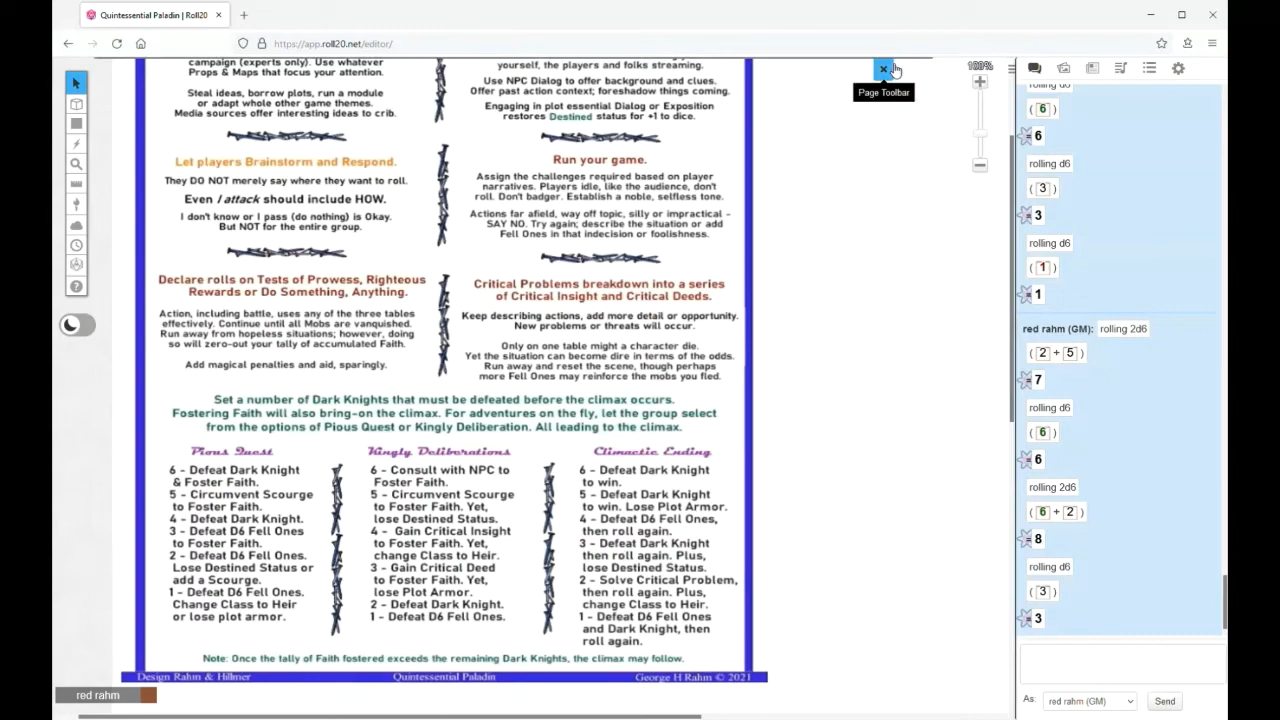 Quintessential Paladin | Roll20
https://app.roll20.net/editor/
campaign (experts only). Use whatever
Props & Maps that focus your attention.
Steal ideas, borrow plots, run a module
or adapt whole other game themes.
Media sources offer interesting ideas to crib.
yourself, the players and folks streaming.
Use NPC Dialog to offer background and clues.
Offer past action context; foreshadow things coming.
Engaging in plot essential Dialog or Exposition
restores Destined status for +1 to dice.
Page Toolbar
100%
Let players Brainstorm and Respond.
They DO NOT merely say where they want to roll.
Even I attack should include HOW.
I don't know or I pass (do nothing) is Okay.
But NOT for the entire group.
Run your game.
Assign the challenges required based on player
narratives. Players idle, like the audience, don't
roll. Don't badger. Establish a noble, selfless tone.
Actions far afield, way off topic, silly or impractical –
SAY NO. Try again; describe the situation or add
Fell Ones in that indecision or foolishness.
Declare rolls on Tests of Prowess, Righteous
Rewards or Do Something, Anything.
Action, including battle, uses any of the three tables
effectively. Continue until all Mobs are vanquished.
Run away from hopeless situations; however, doing
so will zero-out your tally of accumulated Faith.
Add magical penalties and aid, sparingly.
Critical Problems breakdown into a series
of Critical Insight and Critical Deeds.
Keep describing actions, add more detail or opportunity.
New problems or threats will occur.
Only on one table might a character die.
Yet the situation can become dire in terms of the odds.
Run away and reset the scene, though perhaps
more Fell Ones may reinforce the mobs you fled.
Set a number of Dark Knights that must be defeated before the climax occurs.
Fostering Faith will also bring-on the climax. For adventures on the fly, let the group select
from the options of Pious Quest or Kingly Deliberation. All leading to the climax.
Pious Quest
6 – Defeat Dark Knight
& Foster Faith.
5 – Circumvent Scourge
to Foster Faith.
4 – Defeat Dark Knight.
3 – Defeat D6 Fell Ones
to Foster Faith.
2 – Defeat D6 Fell Ones.
Lose Destined Status or
add a Scourge.
1 – Defeat D6 Fell Ones.
Change Class to Heir
or lose plot armor.
Kingly Deliberations
6 – Consult with NPC to
Foster Faith.
5 – Circumvent Scourge
to Foster Faith. Yet,
lose Destined Status.
4 – Gain Critical Insight
to Foster Faith. Yet,
change Class to Heir.
3 – Gain Critical Deed
to Foster Faith. Yet,
lose Plot Armor.
2 – Defeat Dark Knight.
1 – Defeat D6 Fell Ones.
Climactic Ending
6 – Defeat Dark Knight
to win.
5 – Defeat Dark Knight
to win. Lose Plot Armor.
4 – Defeat D6 Fell Ones,
then roll again.
3 – Defeat Dark Knight
then roll again. Plus,
lose Destined Status.
2 – Solve Critical Problem,
then roll again. Plus,
change Class to Heir.
1 – Defeat D6 Fell Ones
and Dark Knight, then
roll again.
Note: Once the tally of Faith fostered exceeds the remaining Dark Knights, the climax may follow.
Design Rahm & Hillmer
Quintessential Paladin
George H Rahm © 2021
red rahm
rolling d6
(6)
=6
rolling d6
(3)
=3
rolling d6
(1)
=1
red rahm (GM): rolling 2d6
(2+5)
=7
rolling d6
(6)
=6
rolling 2d6
(6+2)
=8
rolling d6
(3)
=3
As: red rahm (GM) Send